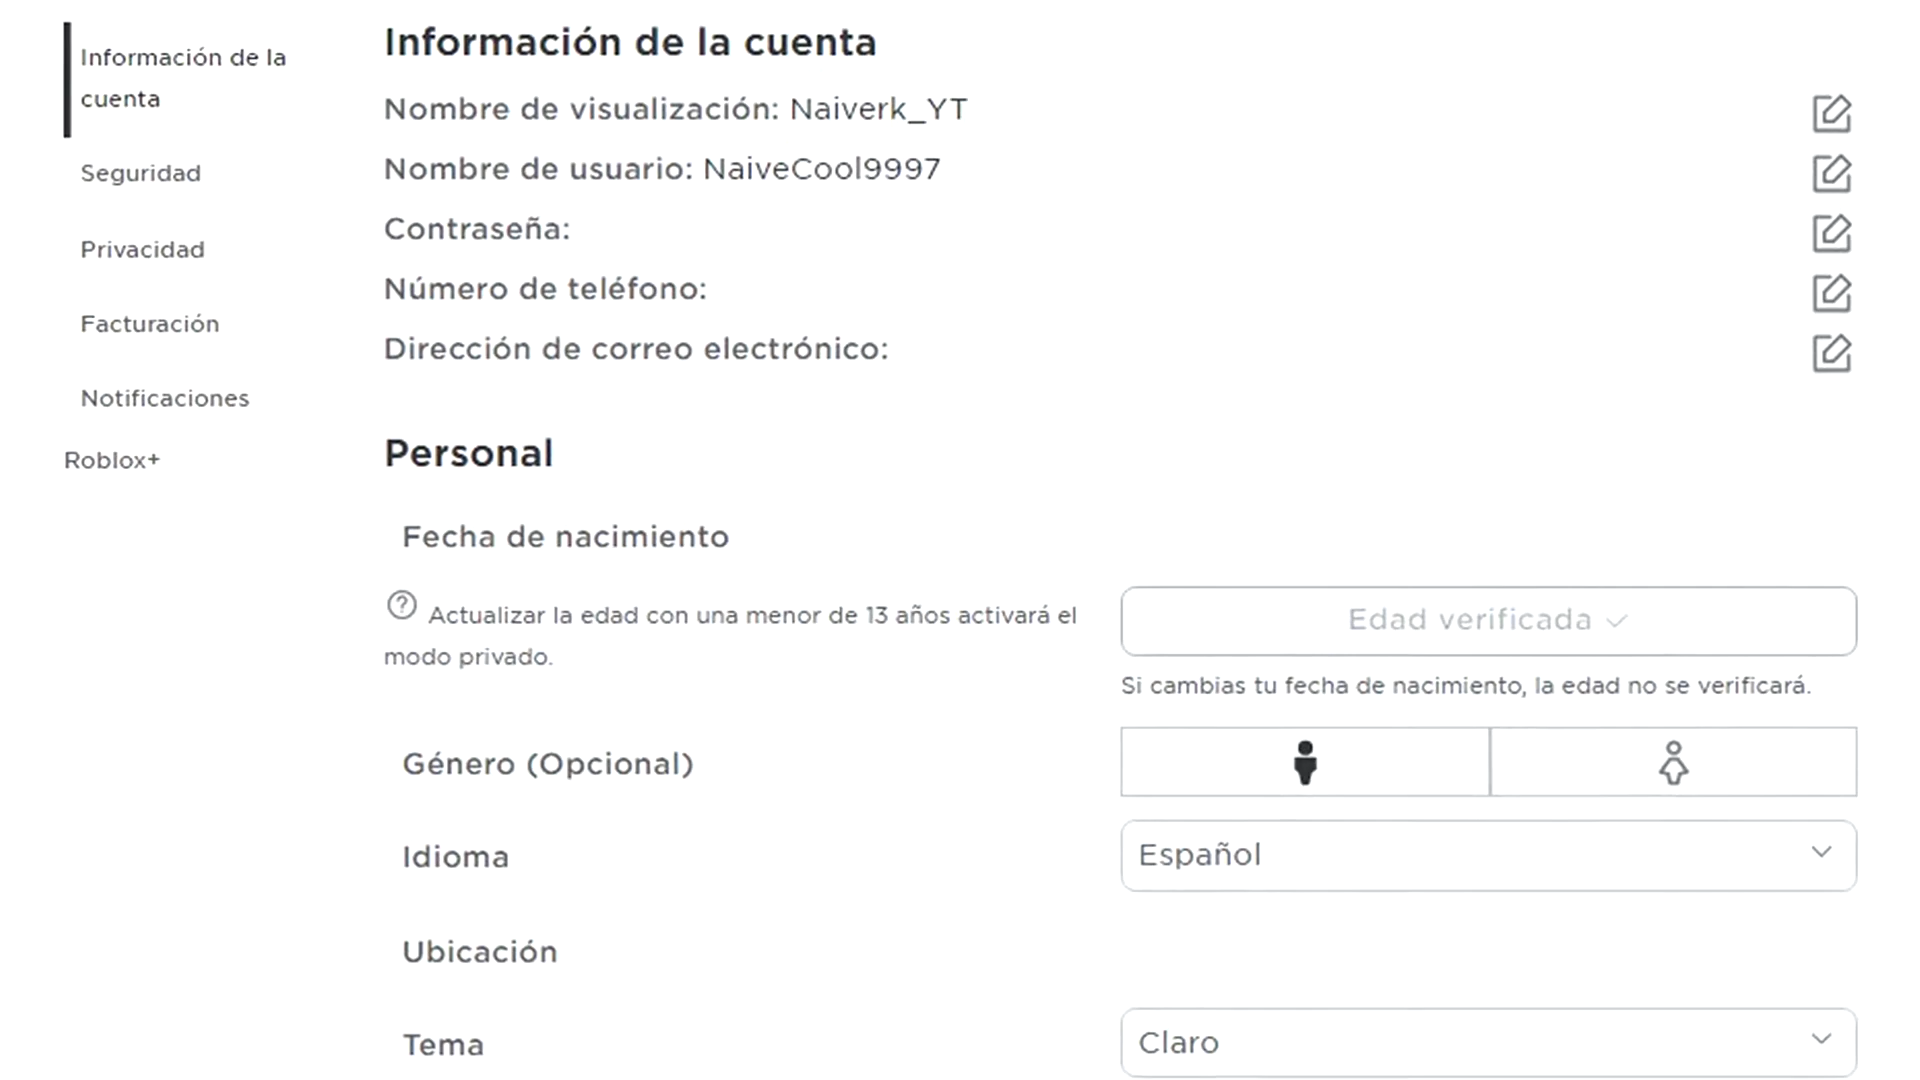 Información de la
cuenta
Seguridad
Privacidad
Facturación
Notificaciones
Roblox+
Información de la cuenta
Nombre de visualización: Naiverk_YT
Nombre de usuario: NaiveCool9997
Contraseña:
Número de teléfono:
Dirección de correo electrónico:
Personal
Fecha de nacimiento
Actualizar la edad con una menor de 13 años activará el
modo privado.
Edad verificada
Si cambias tu fecha de nacimiento, la edad no se verificará.
Género (Opcional)
Idioma
Español
Ubicación
Tema
Claro